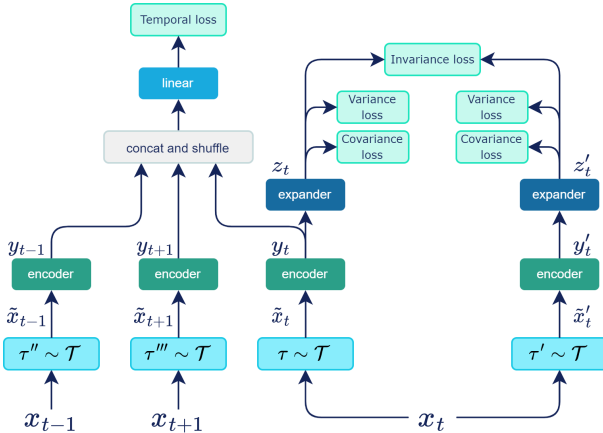 Temporal loss
linear
Invariance loss
Variance
loss
Variance
loss
concat and shuffle
Covariance
loss
Covariance
loss
z_t
z'_t
expander
expander
y_{t-1}
y_{t+1}
y_t
y'_t
encoder
encoder
encoder
encoder
x̃_{t-1}
x̃_{t+1}
x̃_t
x̃'_t
τ'' ~ 𝒯
τ''' ~ 𝒯
τ ~ 𝒯
τ' ~ 𝒯
x_{t-1}
x_{t+1}
x_t